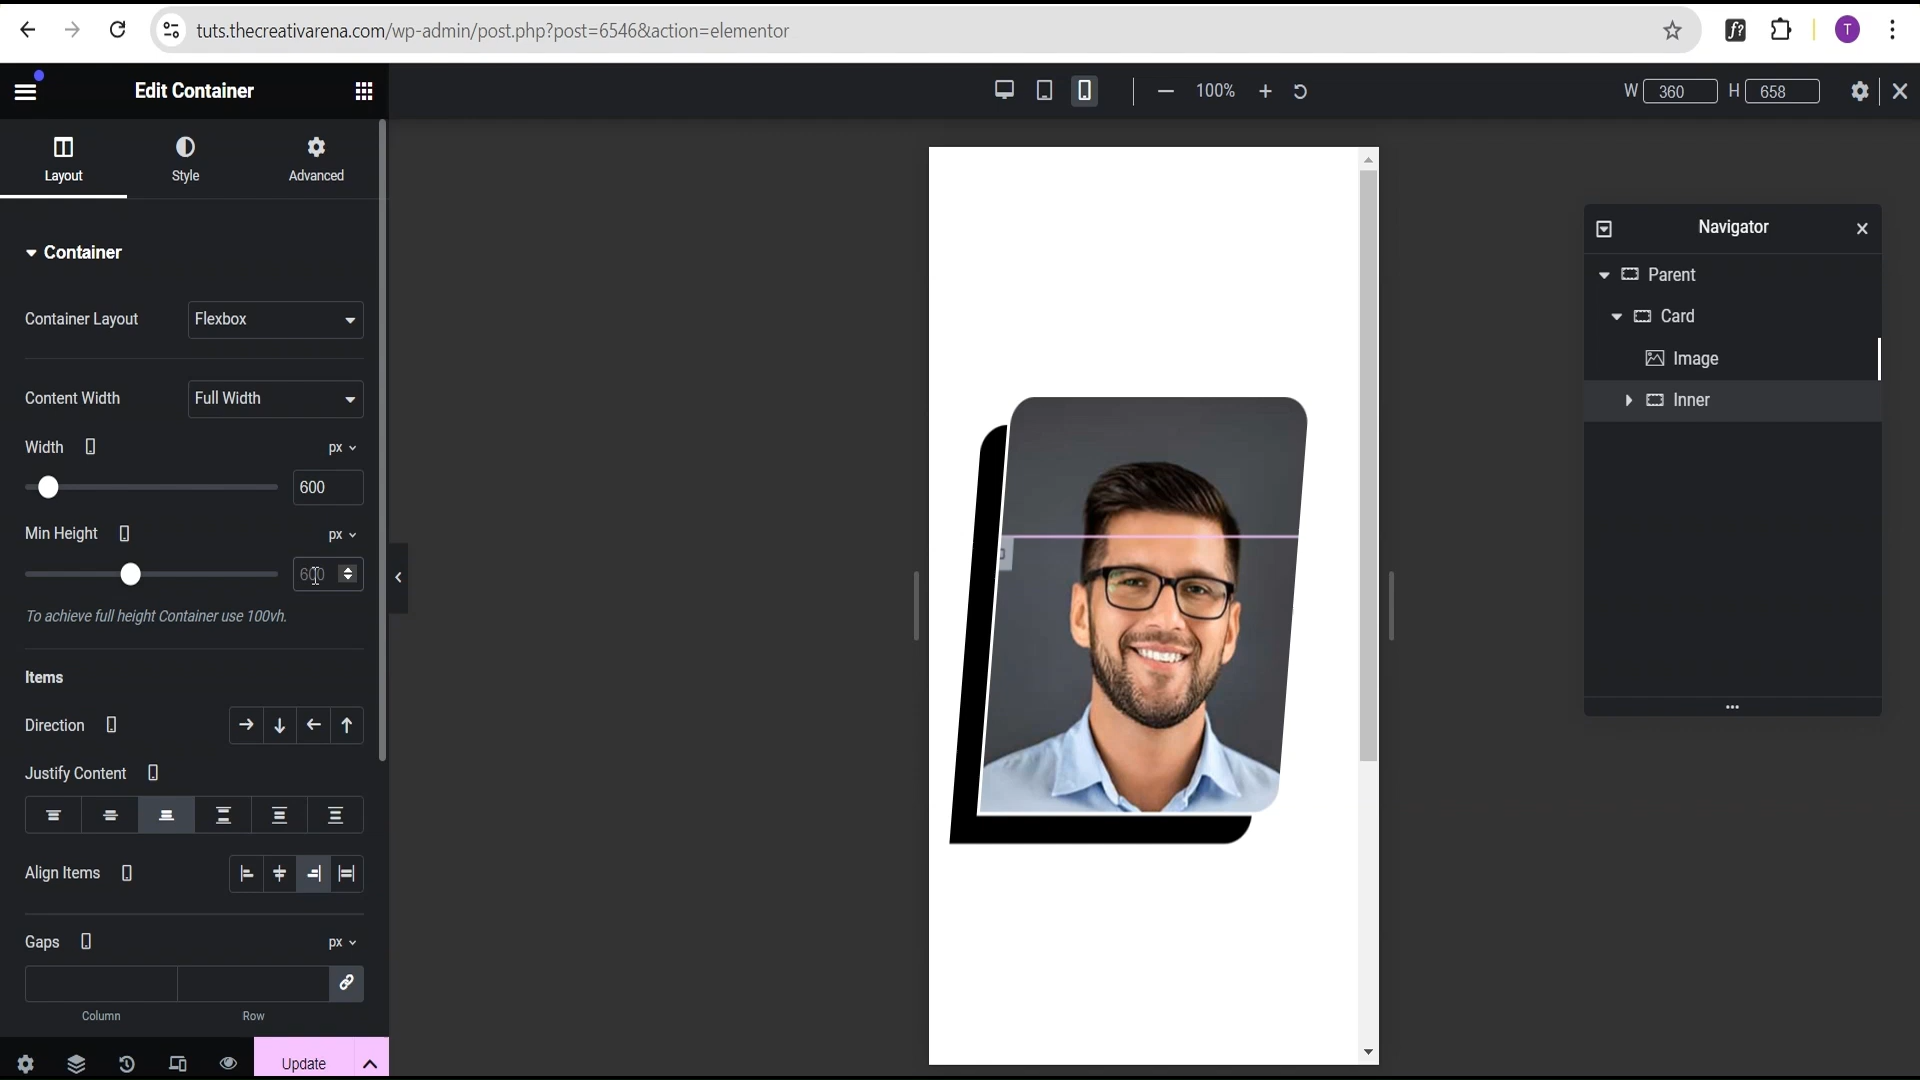 tuts.thecreativarena.com/wp-admin/post.php?post=6546&action=elementor
f?
T
Edit Container
100%
W 360 H 658
Layout
Style
Advanced
Navigator
Container
Parent
Container Layout
Flexbox
Card
Image
Content Width
Full Width
Inner
Width
px
600
Min Height
px
600
To achieve full height Container use 100vh.
Items
Direction
Justify Content
Align Items
Gaps
px
Column
Row
Update